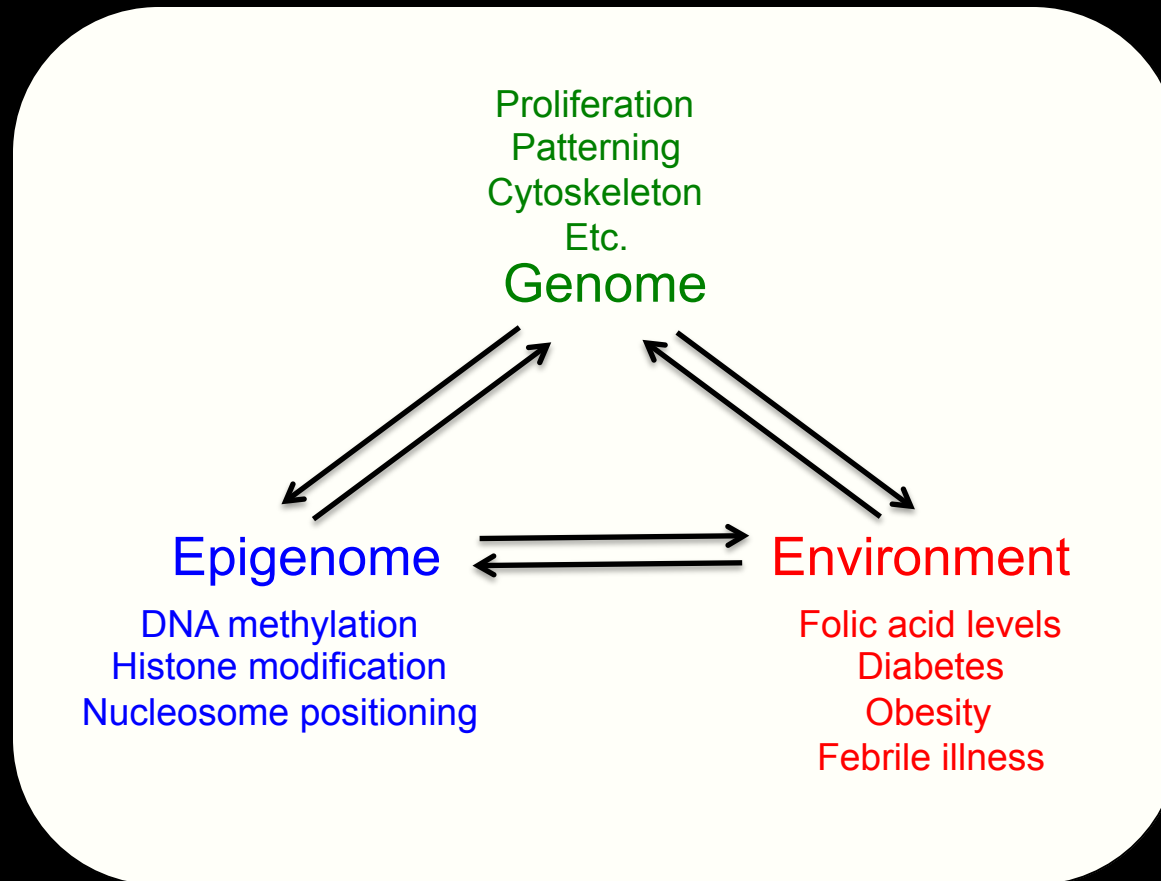 Proliferation
Patterning
Cytoskeleton
Etc.
Genome
Epigenome
DNA methylation
Histone modification
Nucleosome positioning
Environment
Folic acid levels
Diabetes
Obesity
Febrile illness